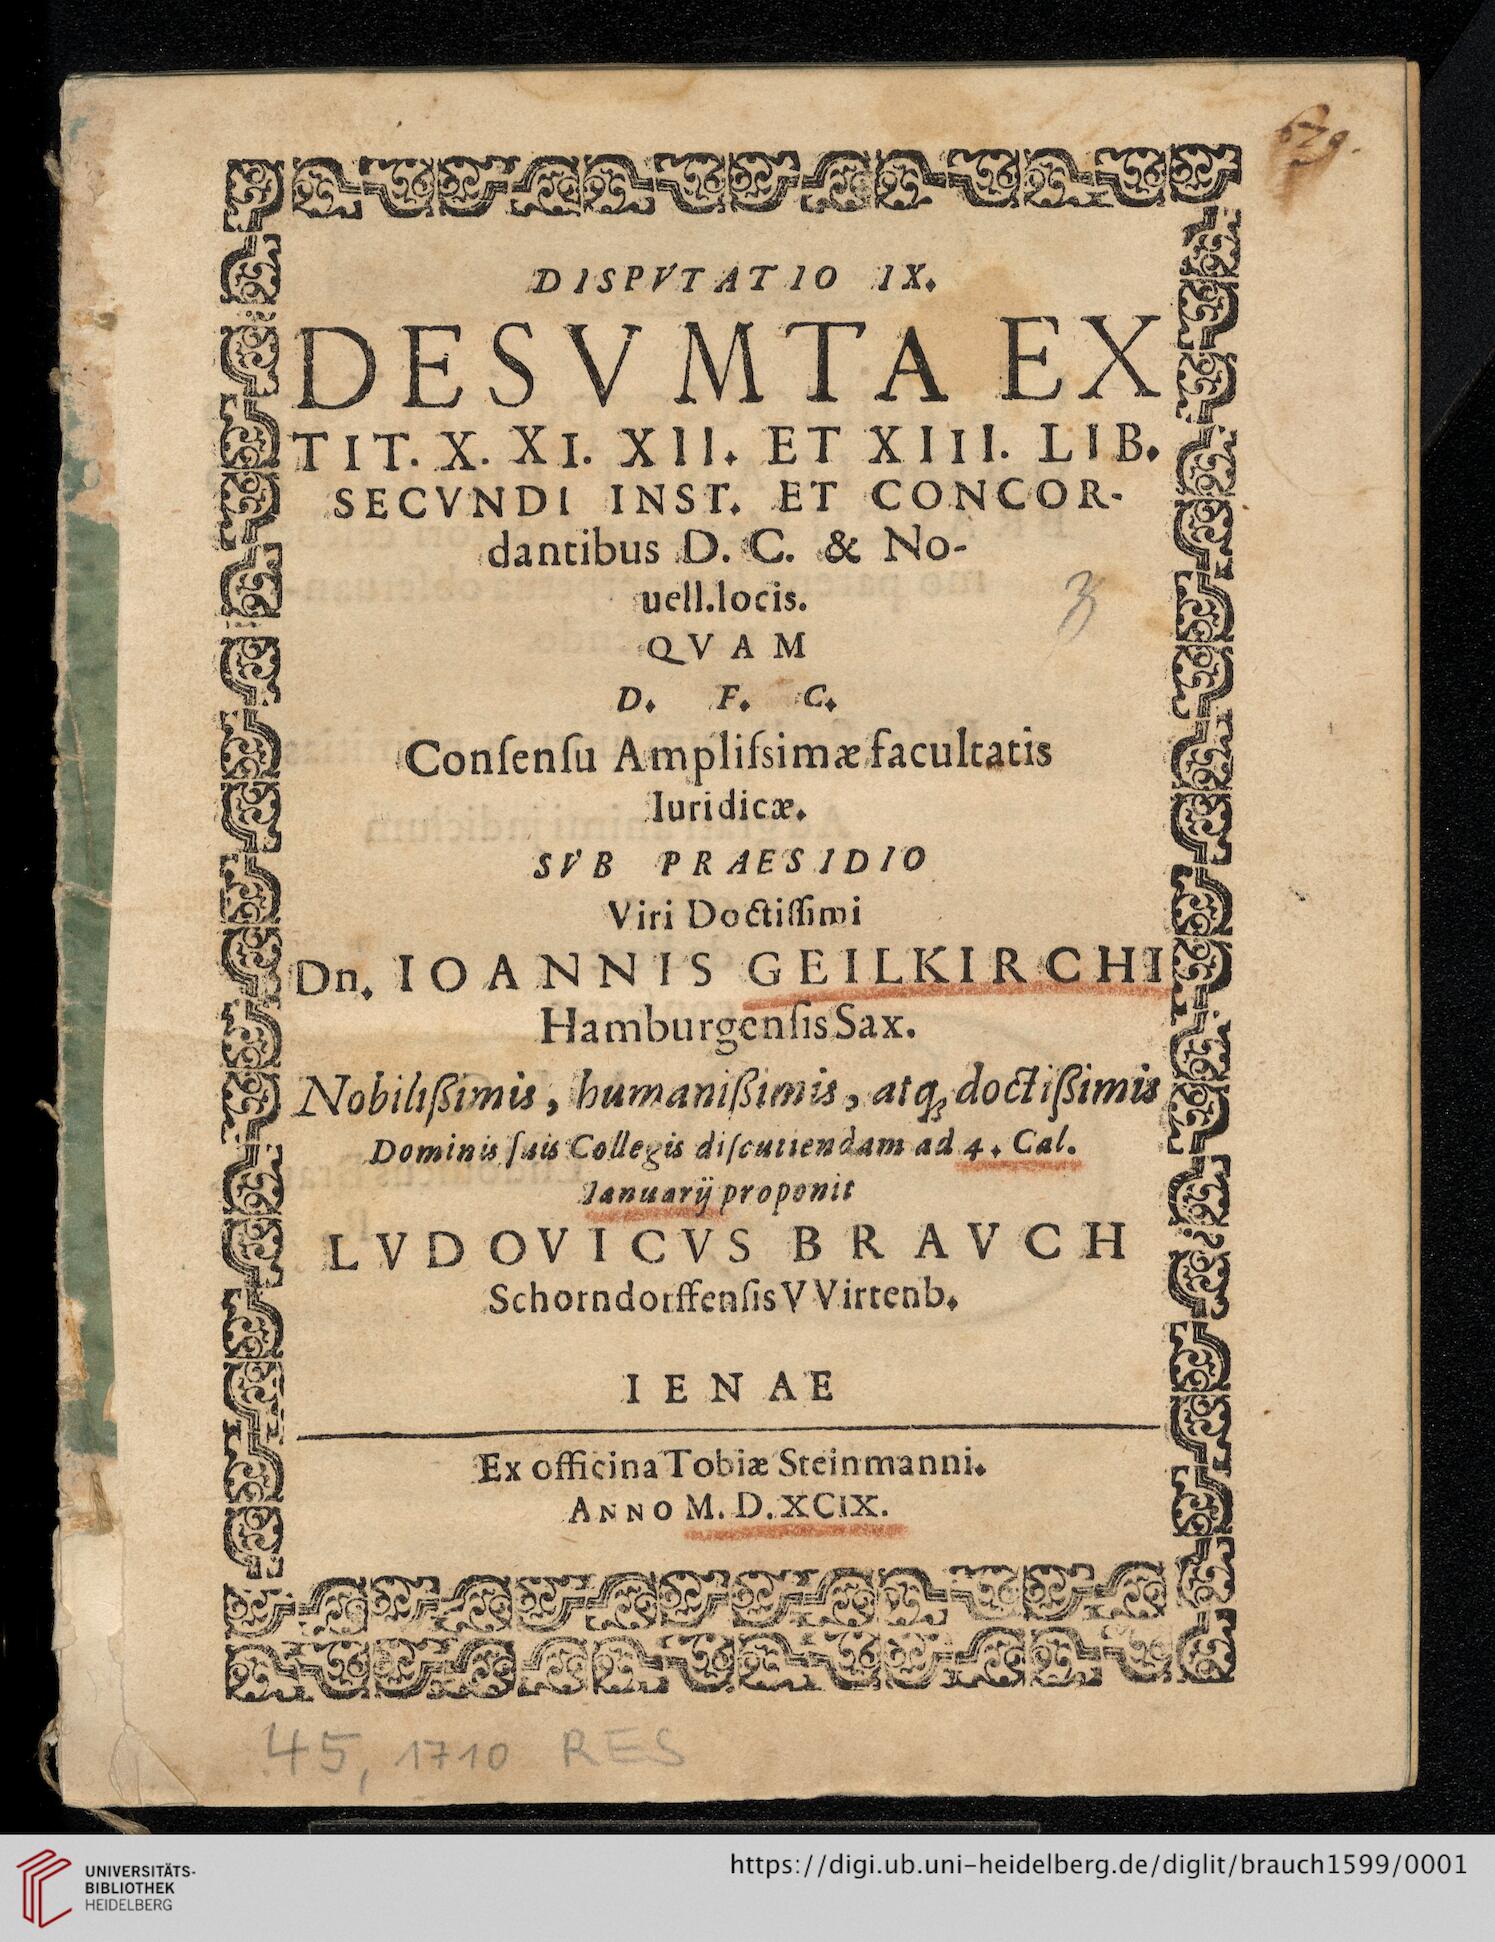 679.
DISPVTATIO IX.
DESVMTA EX
TIT. X. XI. XII. ET XIII. LIB.
SECVNDI INST. ET CONCOR-
dantibus D. C. & No-
uell. locis.
QVAM
D. F. C.
Conſenſu Ampliſsimæ facultatis
Iuridicæ.
SVB PRAESIDIO
Viri Doctiſſimi
Dn. IOANNIS GEILKIRCHI
Hamburgenſis Sax.
Nobilißimis, humanißimis, atq; doctißimis
Dominis ſuis Collegis diſcutiendam ad 4. Cal.
Ianuarij proponit
LVDOVICVS BRAVCH
Schorndorffenſis VVirtenb.
IENAE
Ex officina Tobiæ Steinmanni.
ANNO M. D. XCIX.
45, 1710 RES
UNIVERSITÄTS-
BIBLIOTHEK
HEIDELBERG
https://digi.ub.uni-heidelberg.de/diglit/brauch1599/0001